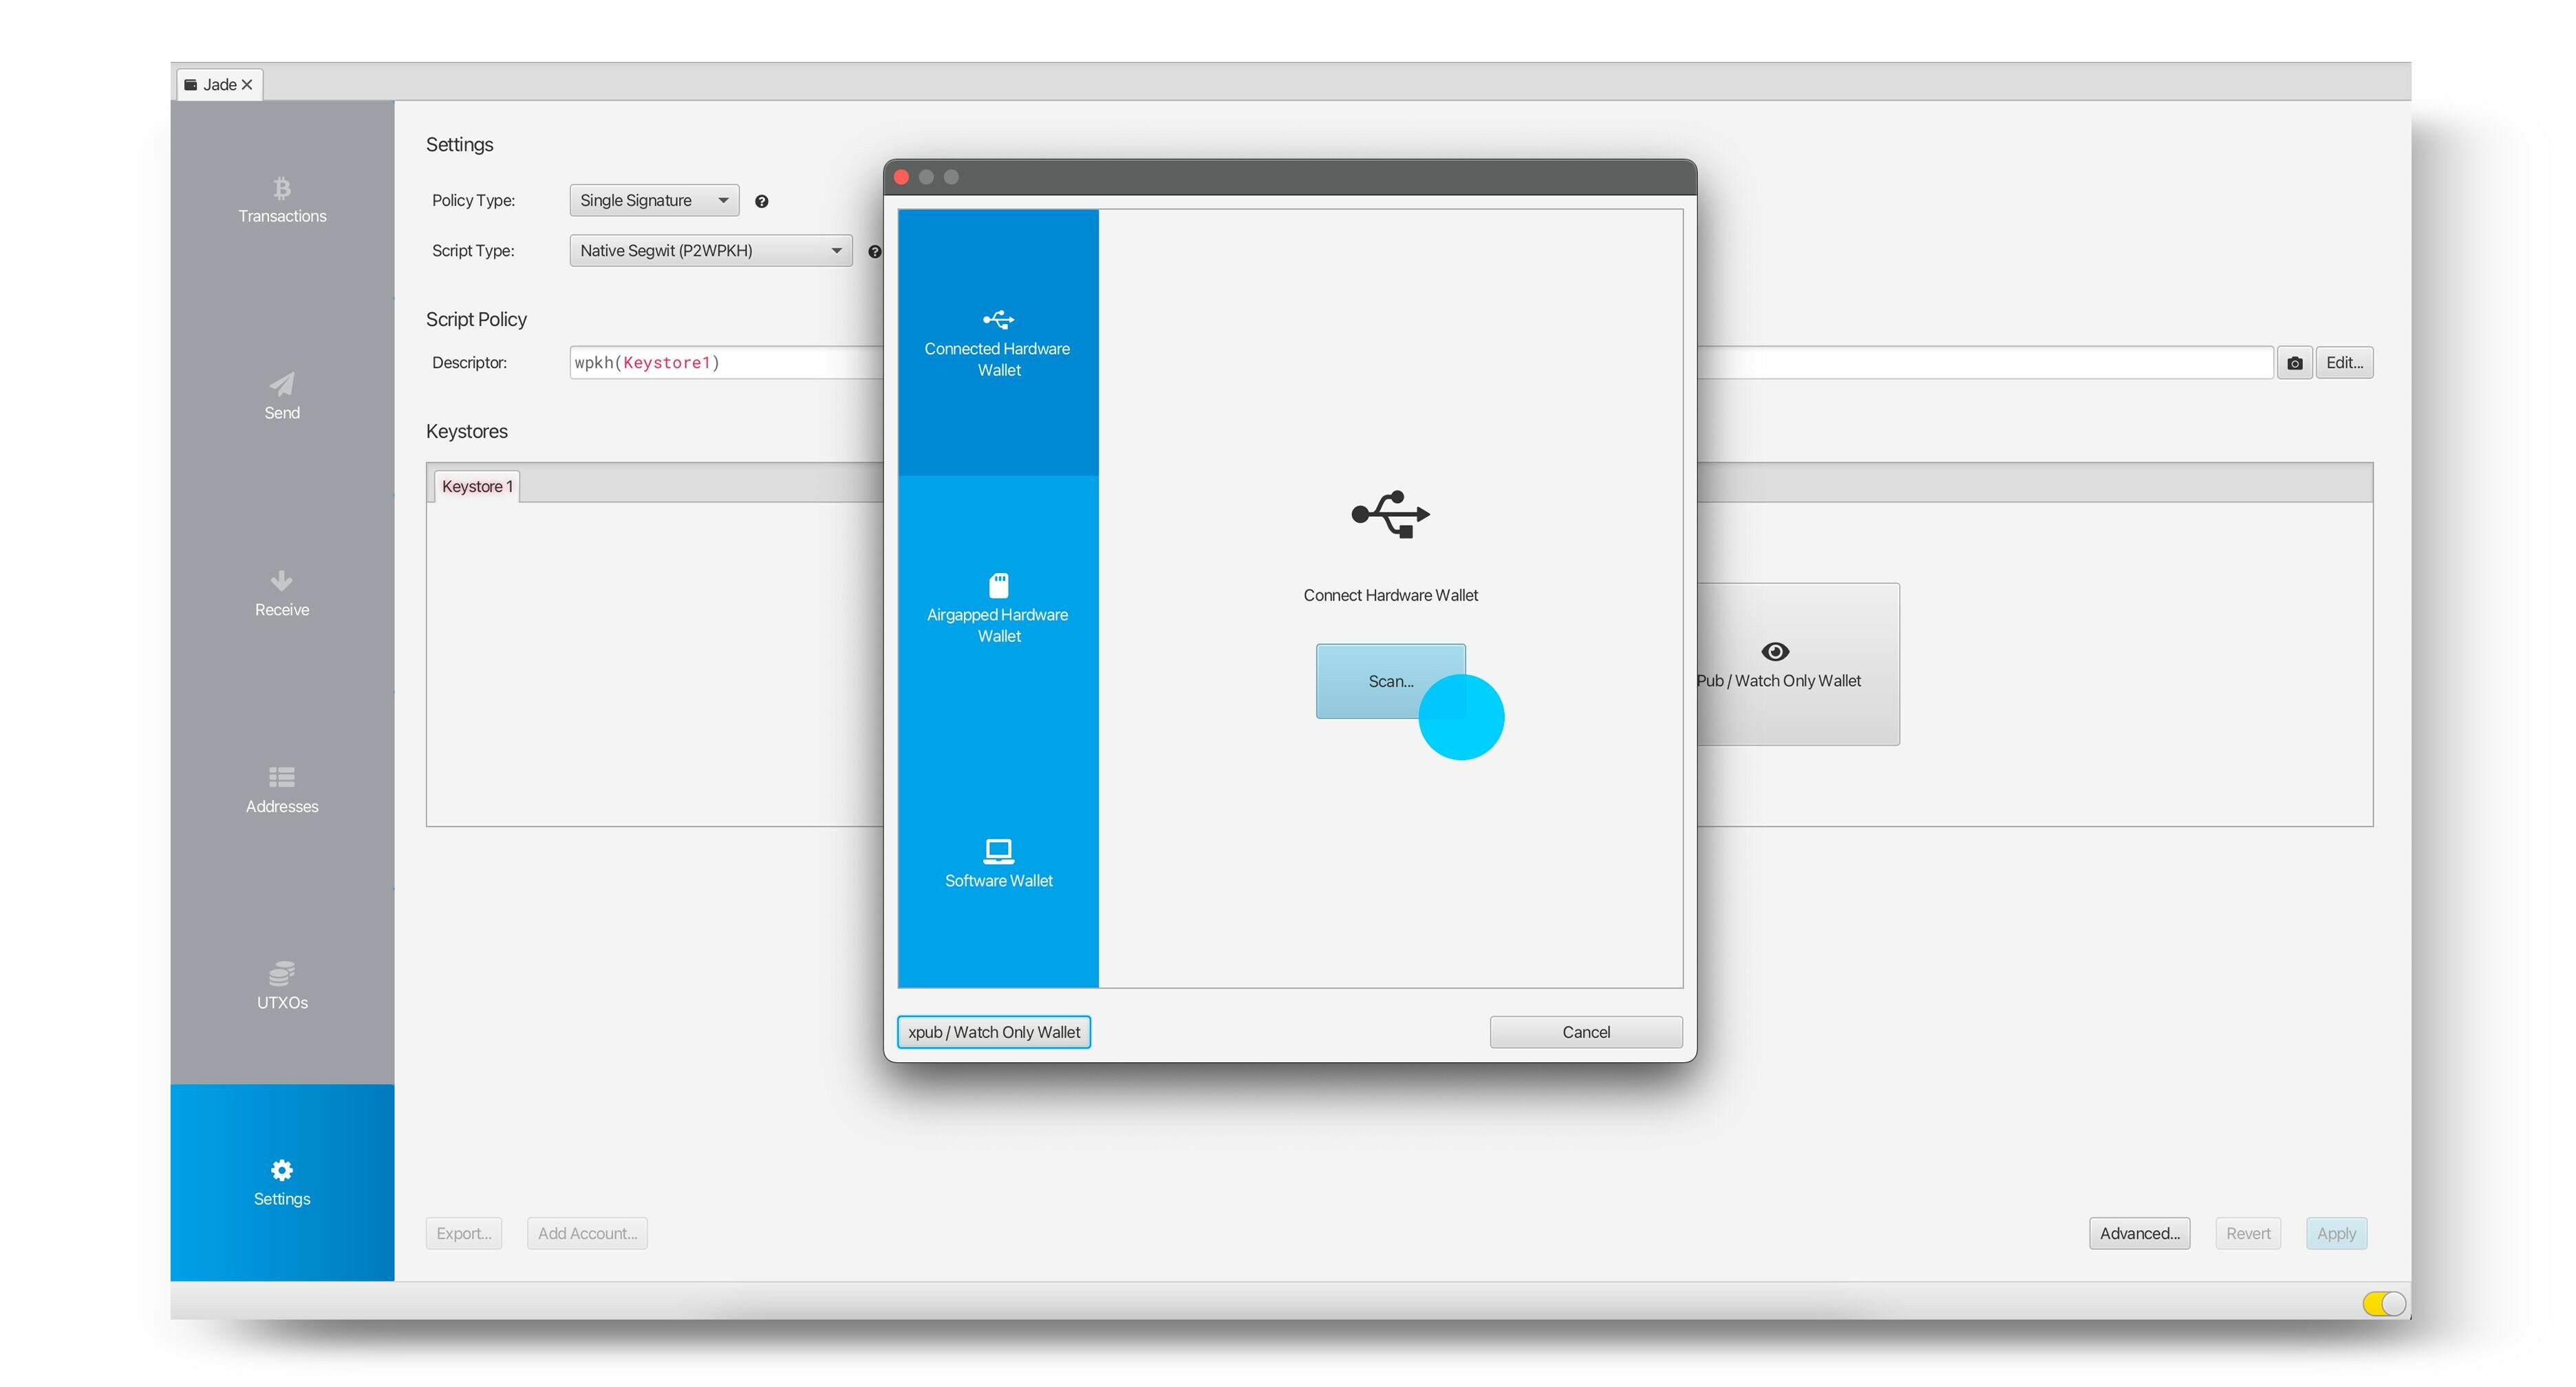 Jade
Transactions
Send
Receive
Addresses
UTXOs
Settings
Settings
Policy Type:
Single Signature
Script Type:
Native Segwit (P2WPKH)
Script Policy
Descriptor:
wpkh(Keystore1)
Edit...
Keystores
Keystore 1
Pub / Watch Only Wallet
Connected Hardware
Wallet
Airgapped Hardware
Wallet
Software Wallet
Connect Hardware Wallet
Scan...
xpub / Watch Only Wallet
Cancel
Export...
Add Account...
Advanced...
Revert
Apply